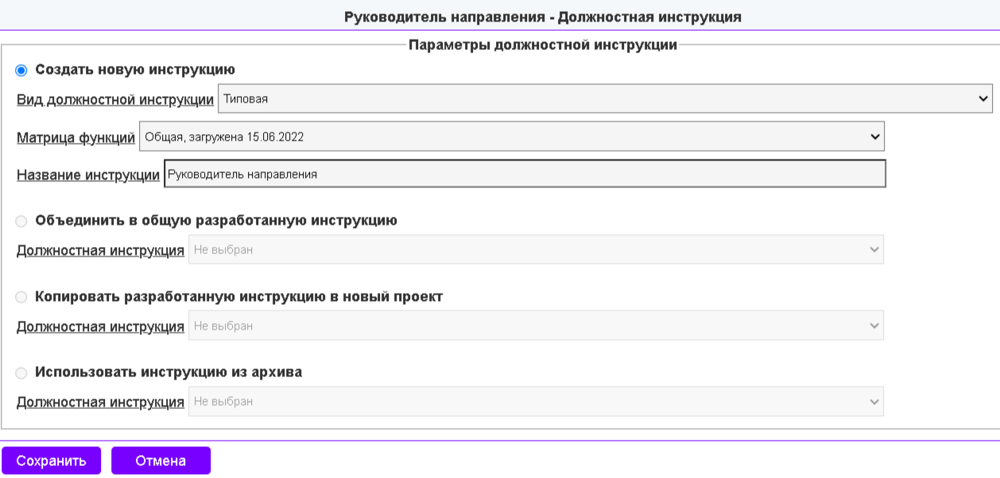 Руководитель направления - Должностная инструкция
Параметры должностной инструкции
Создать новую инструкцию
Вид должностной инструкции Типовая
Матрица функций Общая, загружена 15.06.2022
Название инструкции Руководитель направления
Объединить в общую разработанную инструкцию
Должностная инструкция Не выбран
Копировать разработанную инструкцию в новый проект
Должностная инструкция Не выбран
Использовать инструкцию из архива
Должностная инструкция Не выбран
Сохранить Отмена